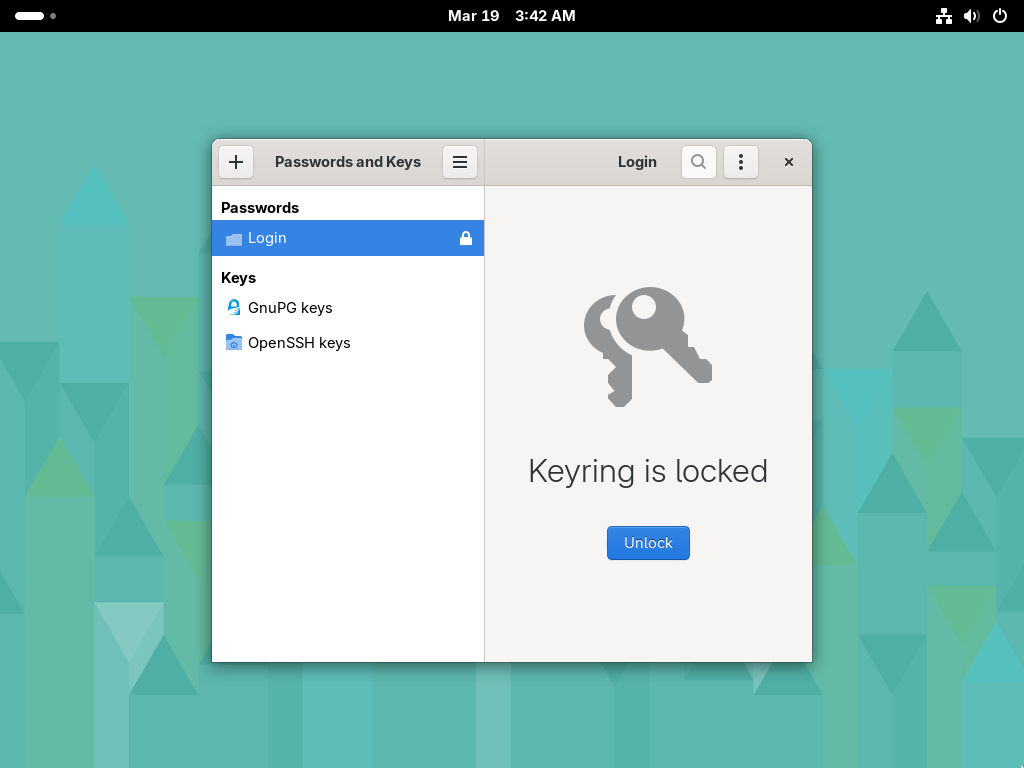 Mar 19 3:42 AM
Passwords and Keys
Login
Passwords
Login
Keys
GnuPG keys
OpenSSH keys
Keyring is locked
Unlock